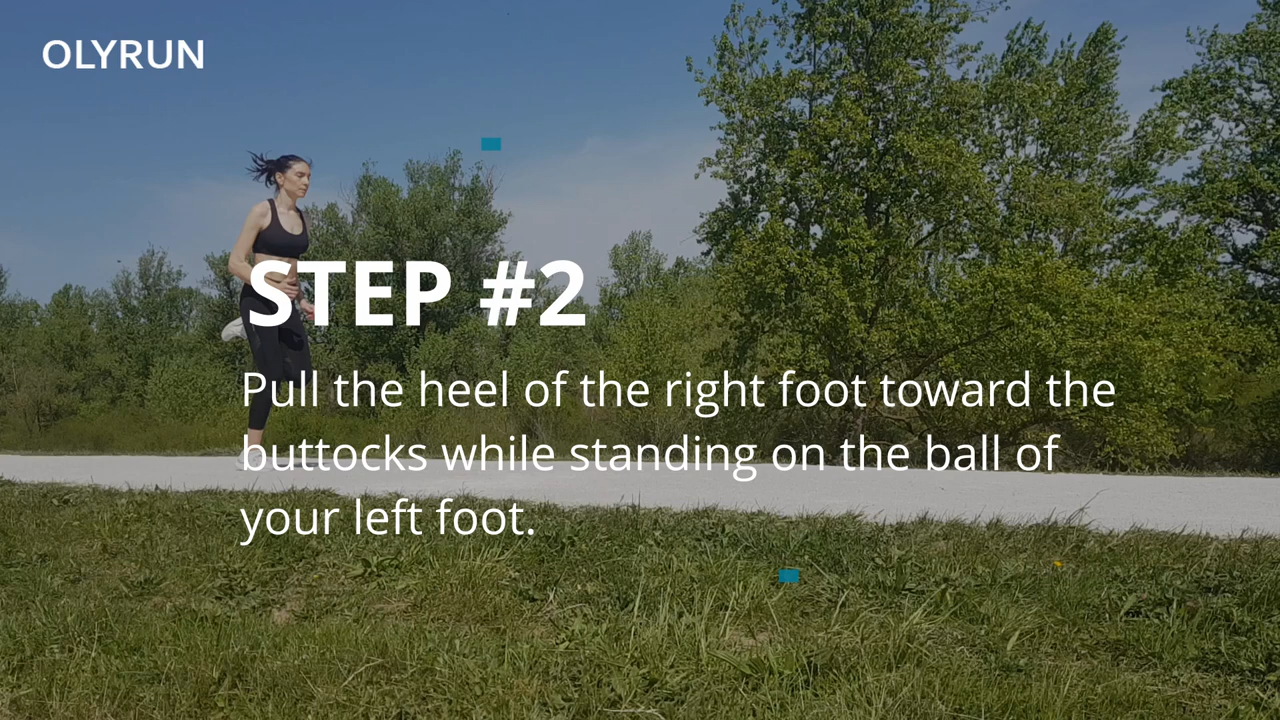 OLYRUN
STEP #2
Pull the heel of the right foot toward the
buttocks while standing on the ball of
your left foot.